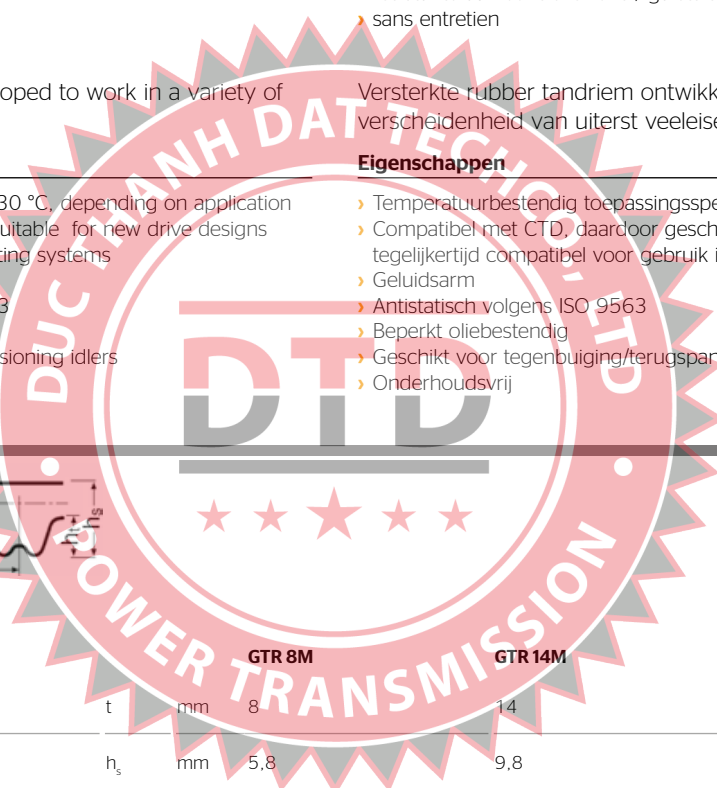 sans entretien
oped to work in a variety of
30 °C, depending on application
uitable for new drive designs
ting systems
3
sioning idlers
Versterkte rubber tandriem ontwikk
verscheidenheid van uiterst veeleise
Eigenschappen
› Temperatuurbestendig toepassingsspe
› Compatibel met CTD, daardoor gesch
tegelijkertijd compatibel voor gebruik i
› Geluidsarm
› Antistatisch volgens ISO 9563
› Beperkt oliebestendig
› Geschikt voor tegenbuiging/terugspan
› Onderhoudsvrij
DUC THANH DAT TECHCO., LTD
DTD
POWER TRANSMISSION
hs
GTR 8M GTR 14M
t mm 8 14
hs mm 5,8 9,8